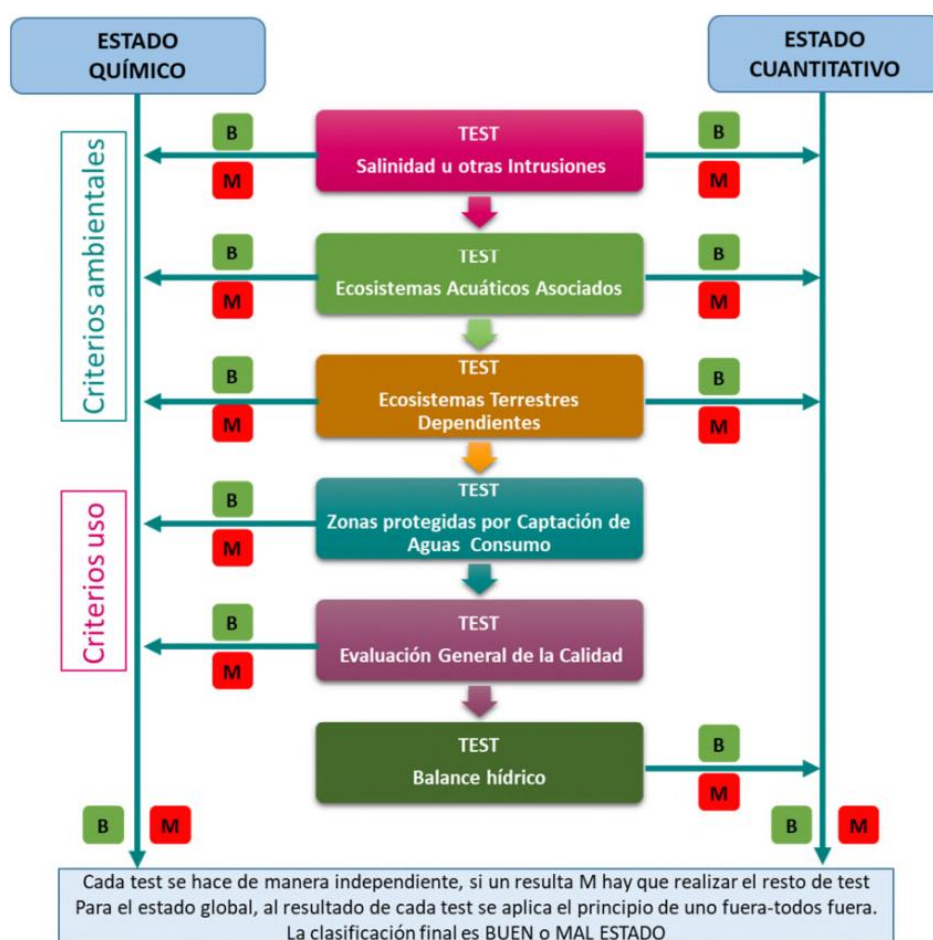 ESTADO
QUÍMICO
ESTADO
CUANTITATIVO
Criterios ambientales
B
M
TEST
Salinidad u otras Intrusiones
B
M
B
M
TEST
Ecosistemas Acuáticos Asociados
B
M
B
M
TEST
Ecosistemas Terrestres
Dependientes
B
M
Criterios uso
B
M
TEST
Zonas protegidas por Captación de
Aguas Consumo
B
M
TEST
Evaluación General de la Calidad
TEST
Balance hídrico
B
M
B
M
B
M
Cada test se hace de manera independiente, si un resulta M hay que realizar el resto de test
Para el estado global, al resultado de cada test se aplica el principio de uno fuera-todos fuera.
La clasificación final es BUEN o MAL ESTADO